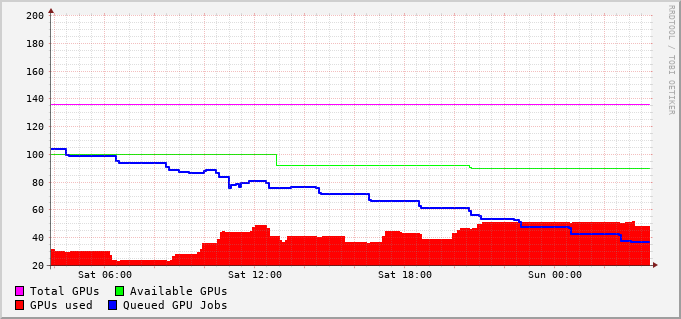 200
180
160
140
120
100
80
60
40
20
Sat 06:00 Sat 12:00 Sat 18:00 Sun 00:00
Total GPUs Available GPUs
GPUs used Queued GPU Jobs
RRDTOOL / TOBI OETIKER